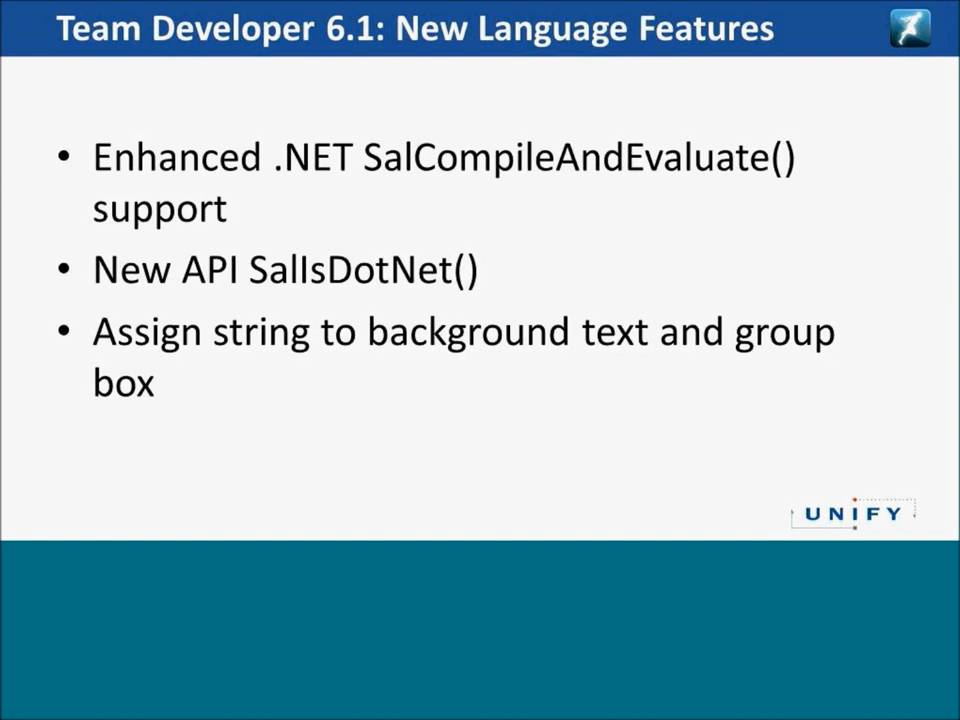 Team Developer 6.1: New Language Features
• Enhanced .NET SalCompileAndEvaluate()
support
• New API SalIsDotNet()
• Assign string to background text and group
box
UNIFY